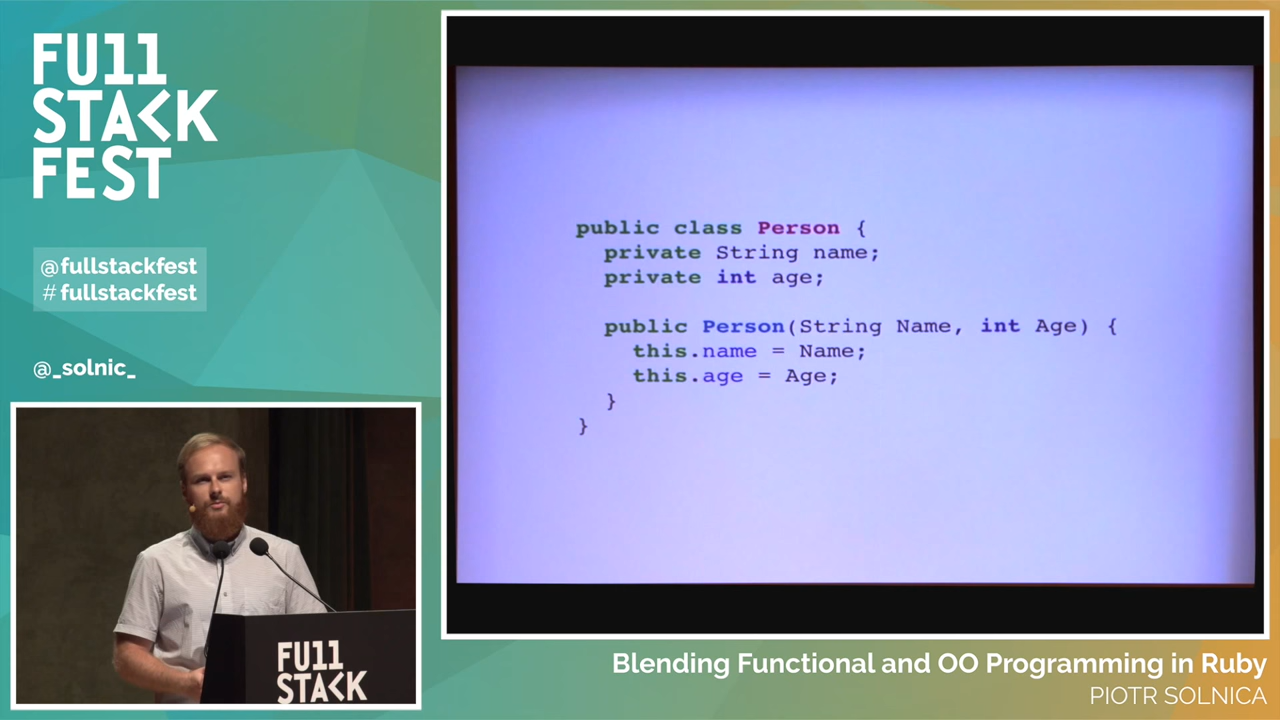 FU11
STACK
FEST
@fullstackfest
# fullstackfest
@_solnic_
public class Person {
private String name;
private int age;
public Person(String Name, int Age) {
this.name = Name;
this.age = Age;
}
}
FU11
STACK
Blending Functional and OO Programming in Ruby
PIOTR SOLNICA